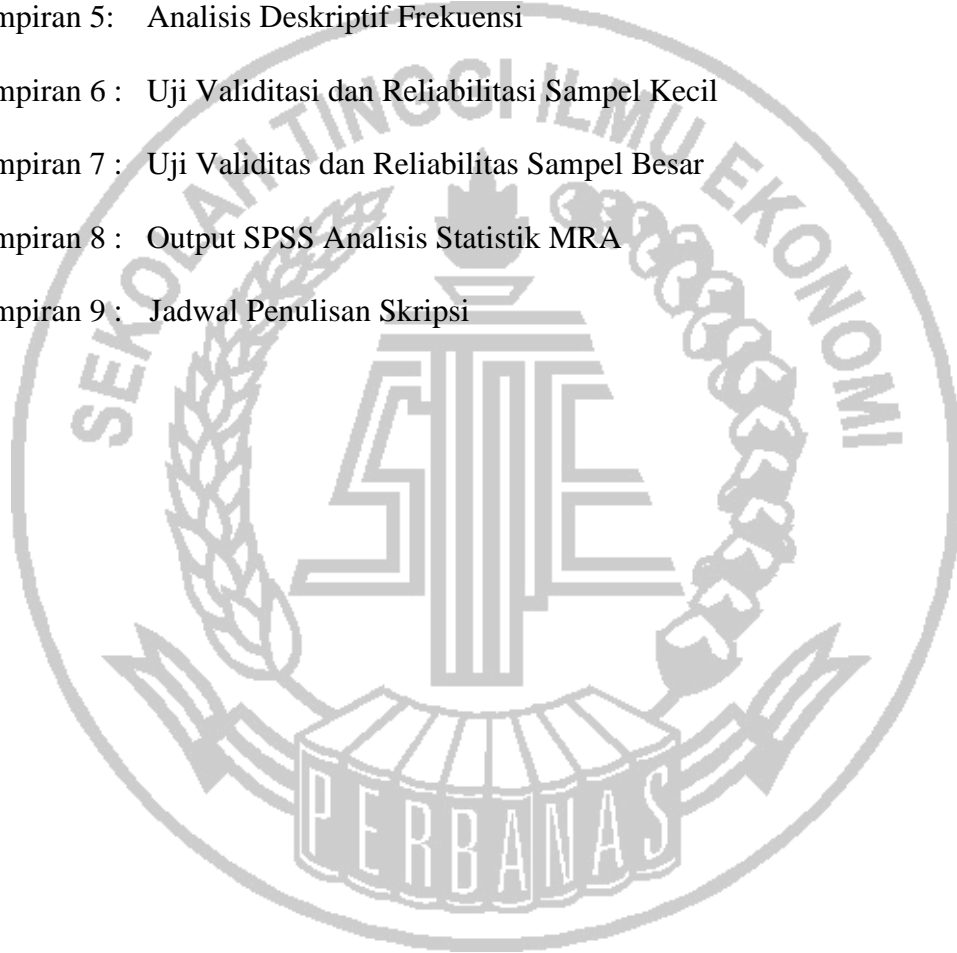 mpiran 5: Analisis Deskriptif Frekuensi
mpiran 6 : Uji Validitasi dan Reliabilitasi Sampel Kecil
mpiran 7 : Uji Validitas dan Reliabilitas Sampel Besar
mpiran 8 : Output SPSS Analisis Statistik MRA
mpiran 9 : Jadwal Penulisan Skripsi
SEKOLAH TINGGI ILMU EKONOMI
STIE
PERBANAS